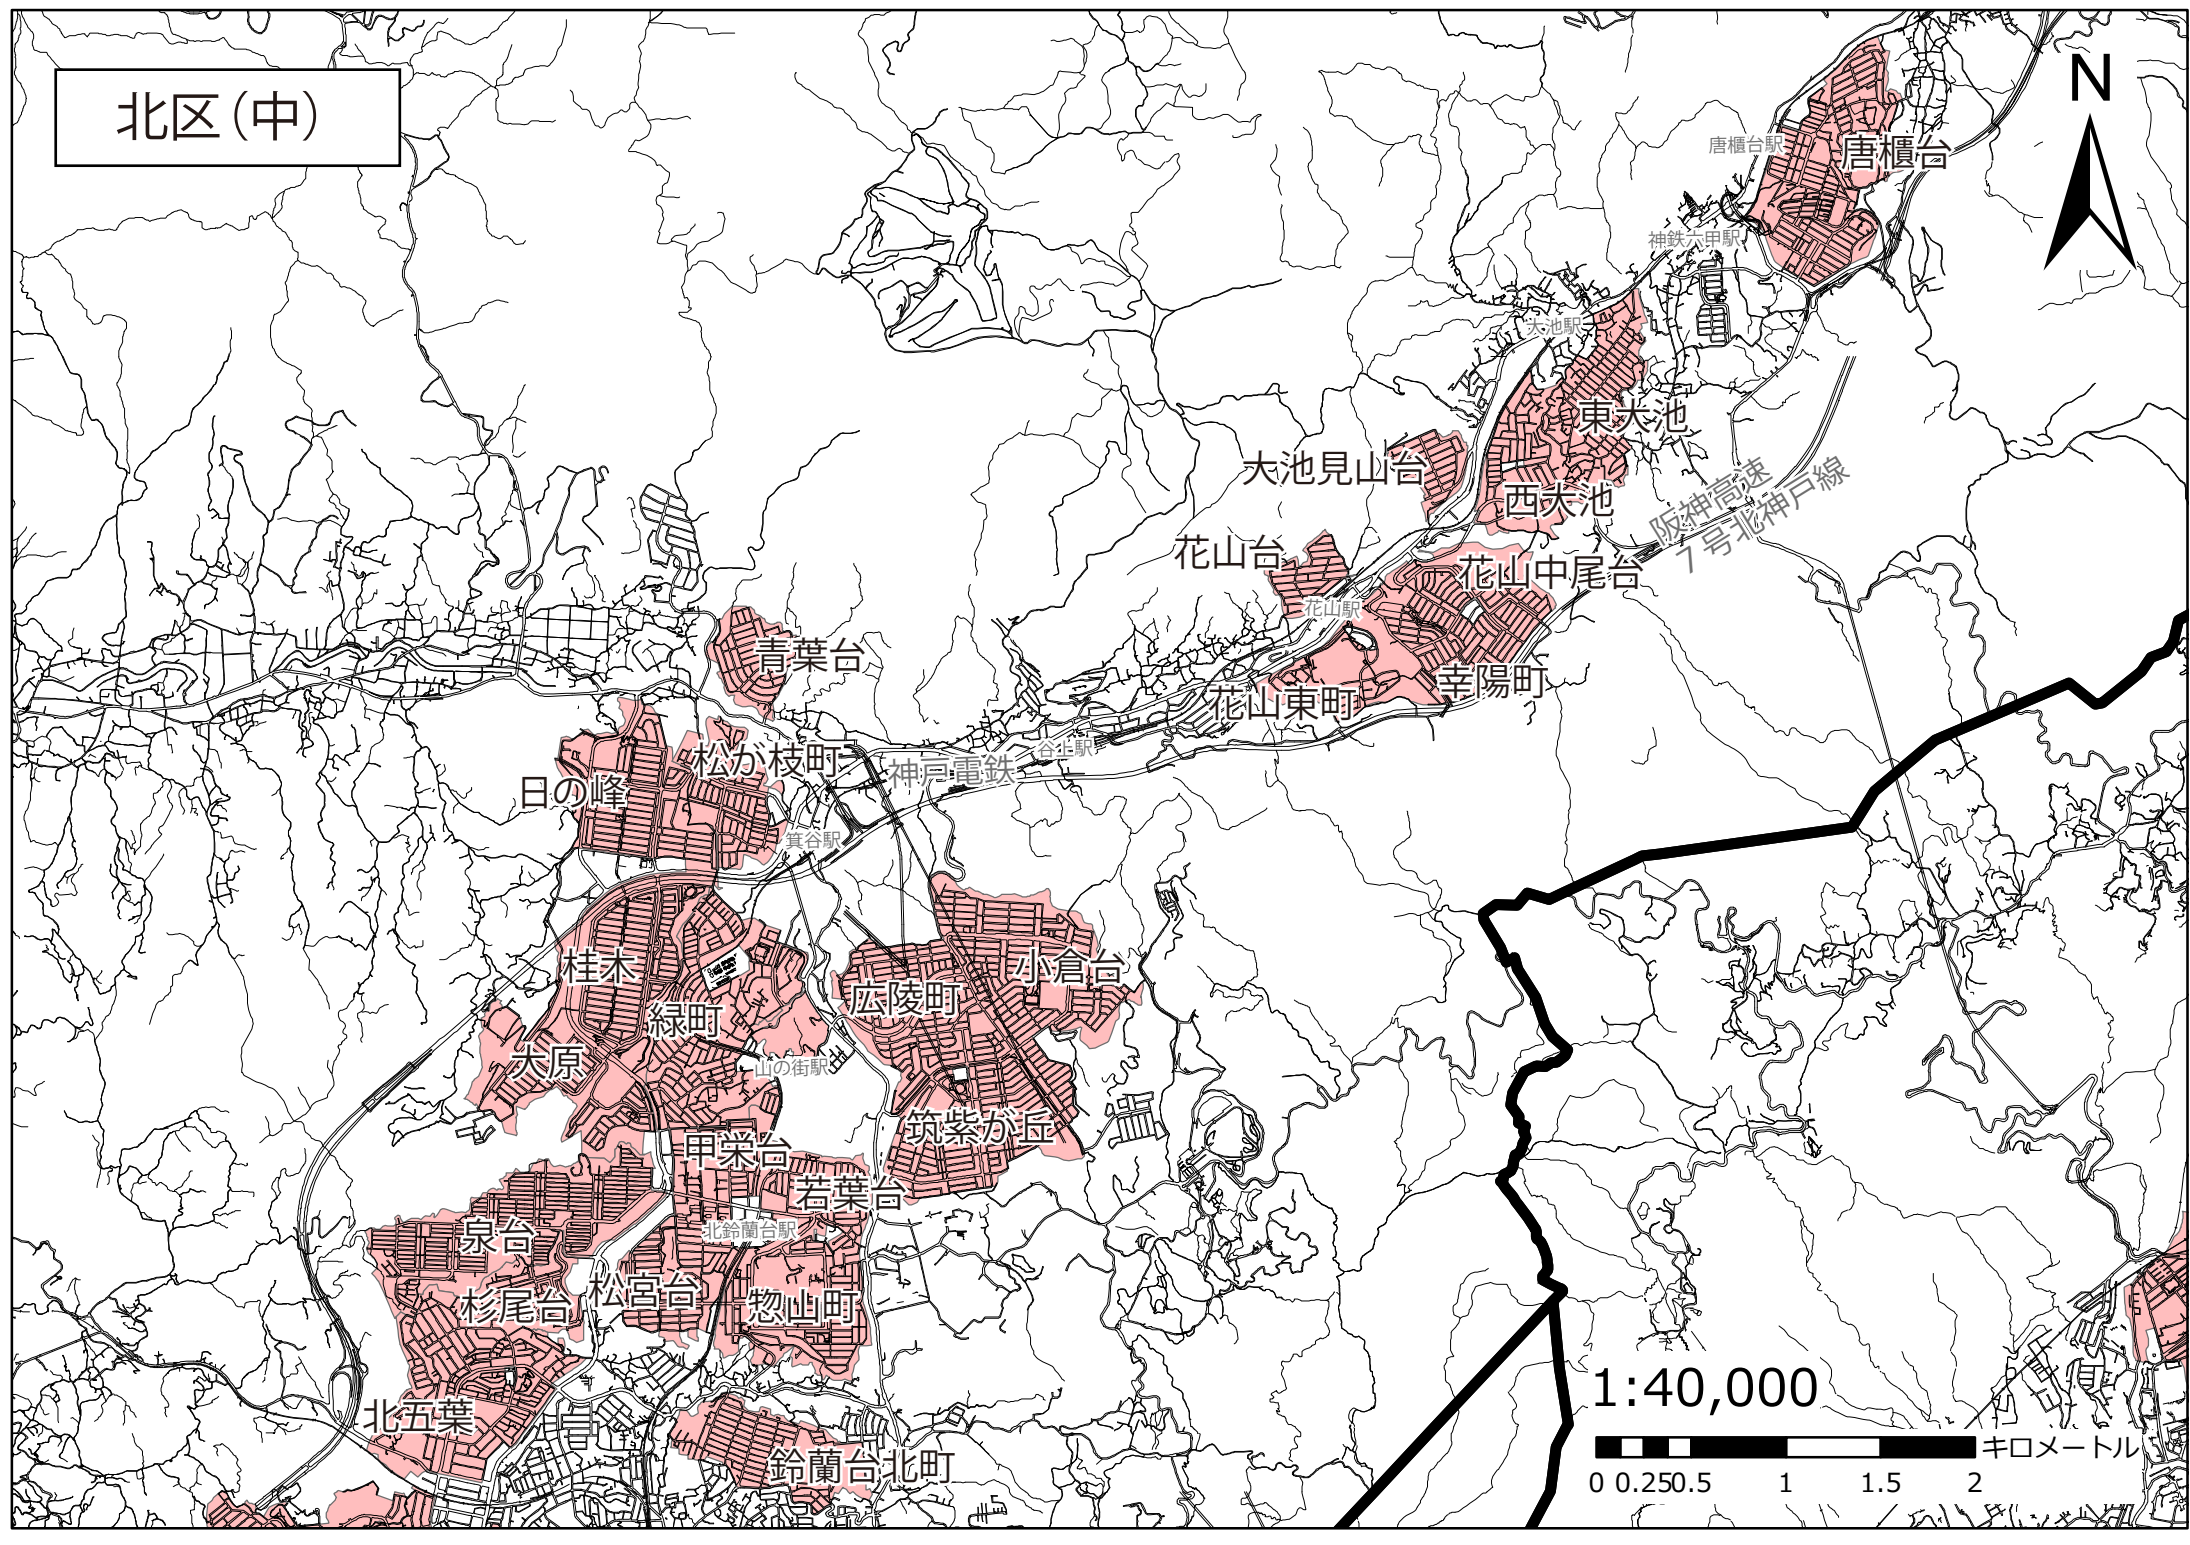 北区（中）
N
唐櫃台駅
唐櫃台
神鉄六甲駅
大池駅
東大池
大池見山台
西大池
阪神高速
７号北神戸線
花山台
花山中尾台
花山駅
青葉台
幸陽町
花山東町
松が枝町
谷上駅
神戸電鉄
日の峰
箕谷駅
桂木
小倉台
広陵町
緑町
大原
山の街駅
筑紫が丘
甲栄台
若葉台
泉台
北鈴蘭台駅
松宮台
杉尾台
惣山町
北五葉
鈴蘭台北町
1:40,000
キロメートル
0 0.25 0.5 1 1.5 2